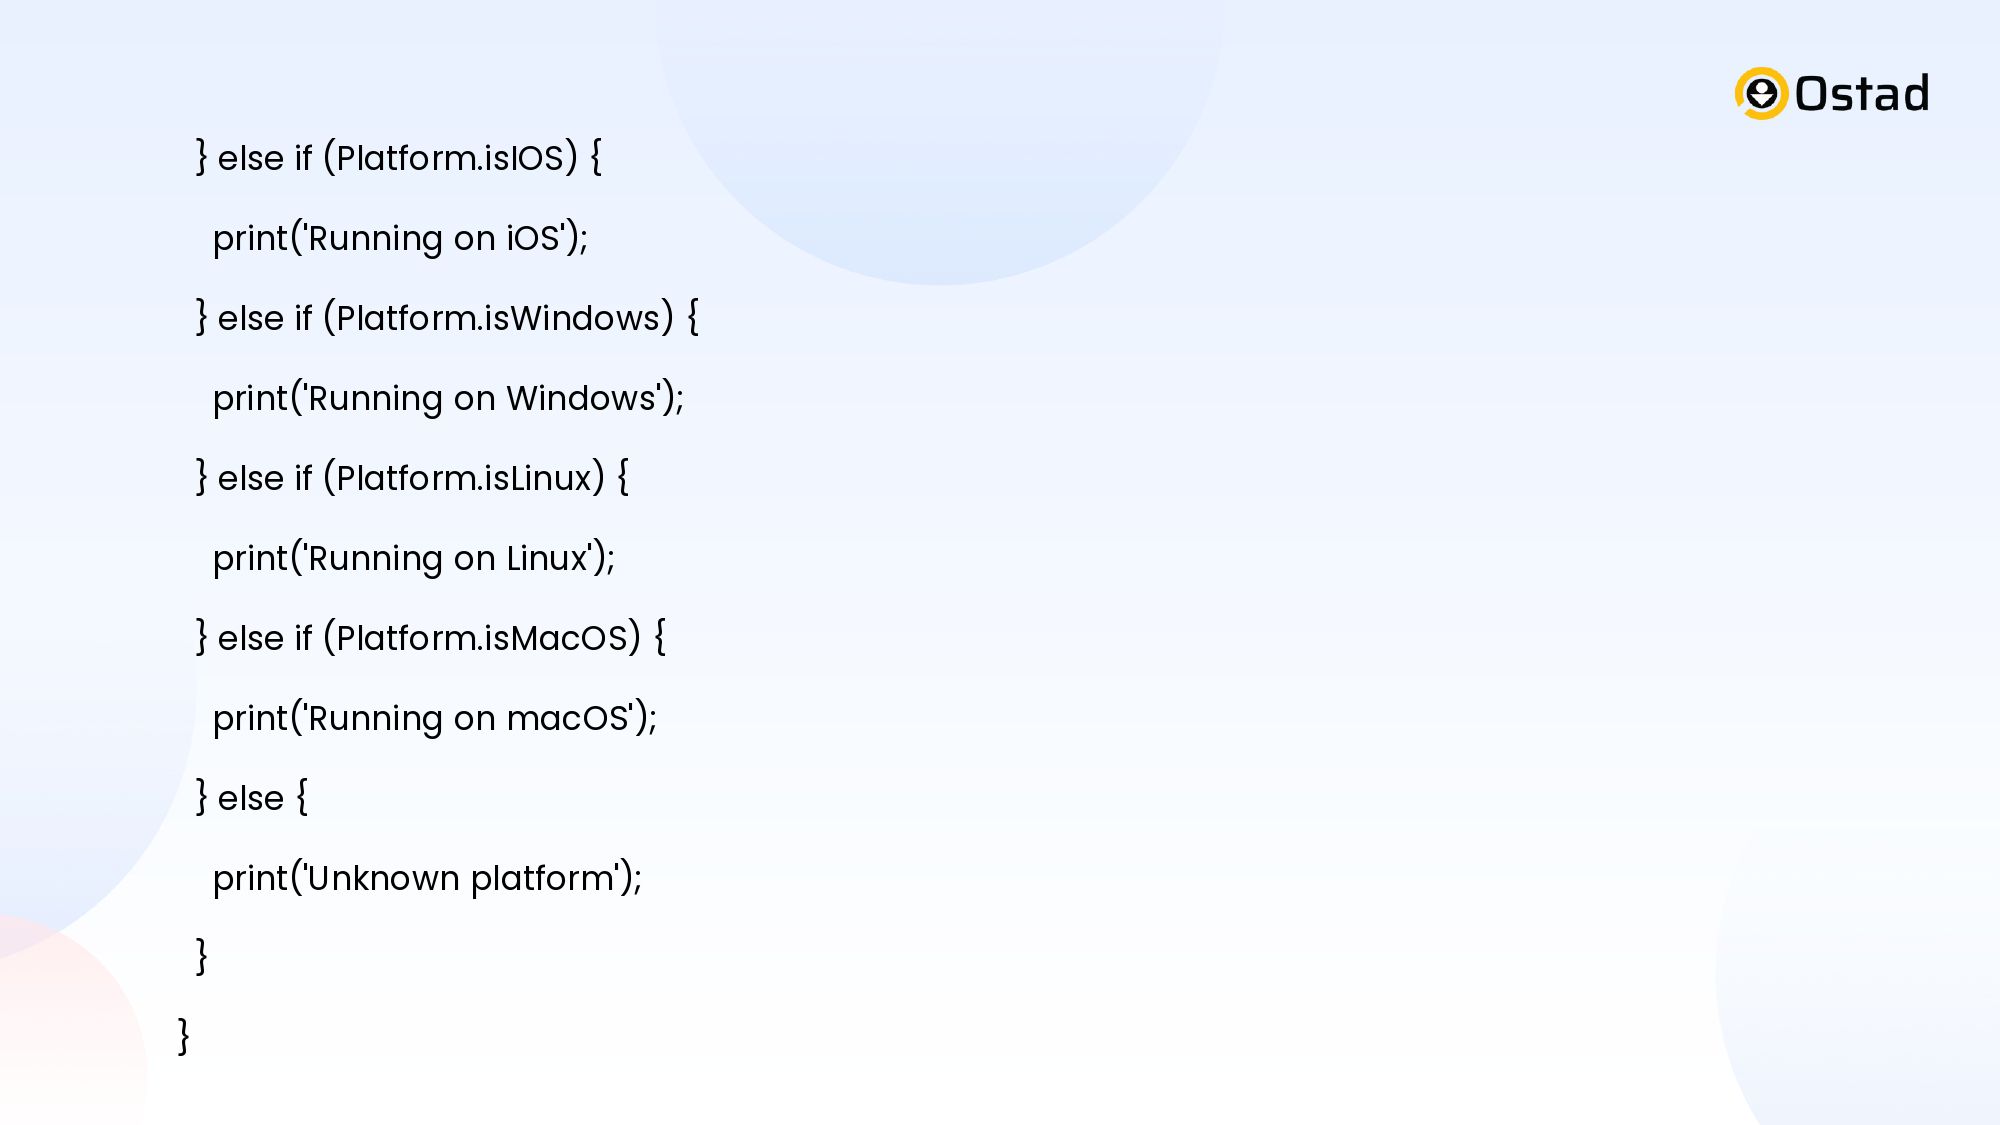 Ostad
} else if (Platform.isIOS) {
print('Running on iOS');
} else if (Platform.isWindows) {
print('Running on Windows');
} else if (Platform.isLinux) {
print('Running on Linux');
} else if (Platform.isMacOS) {
print('Running on macOS');
} else {
print('Unknown platform');
}
}